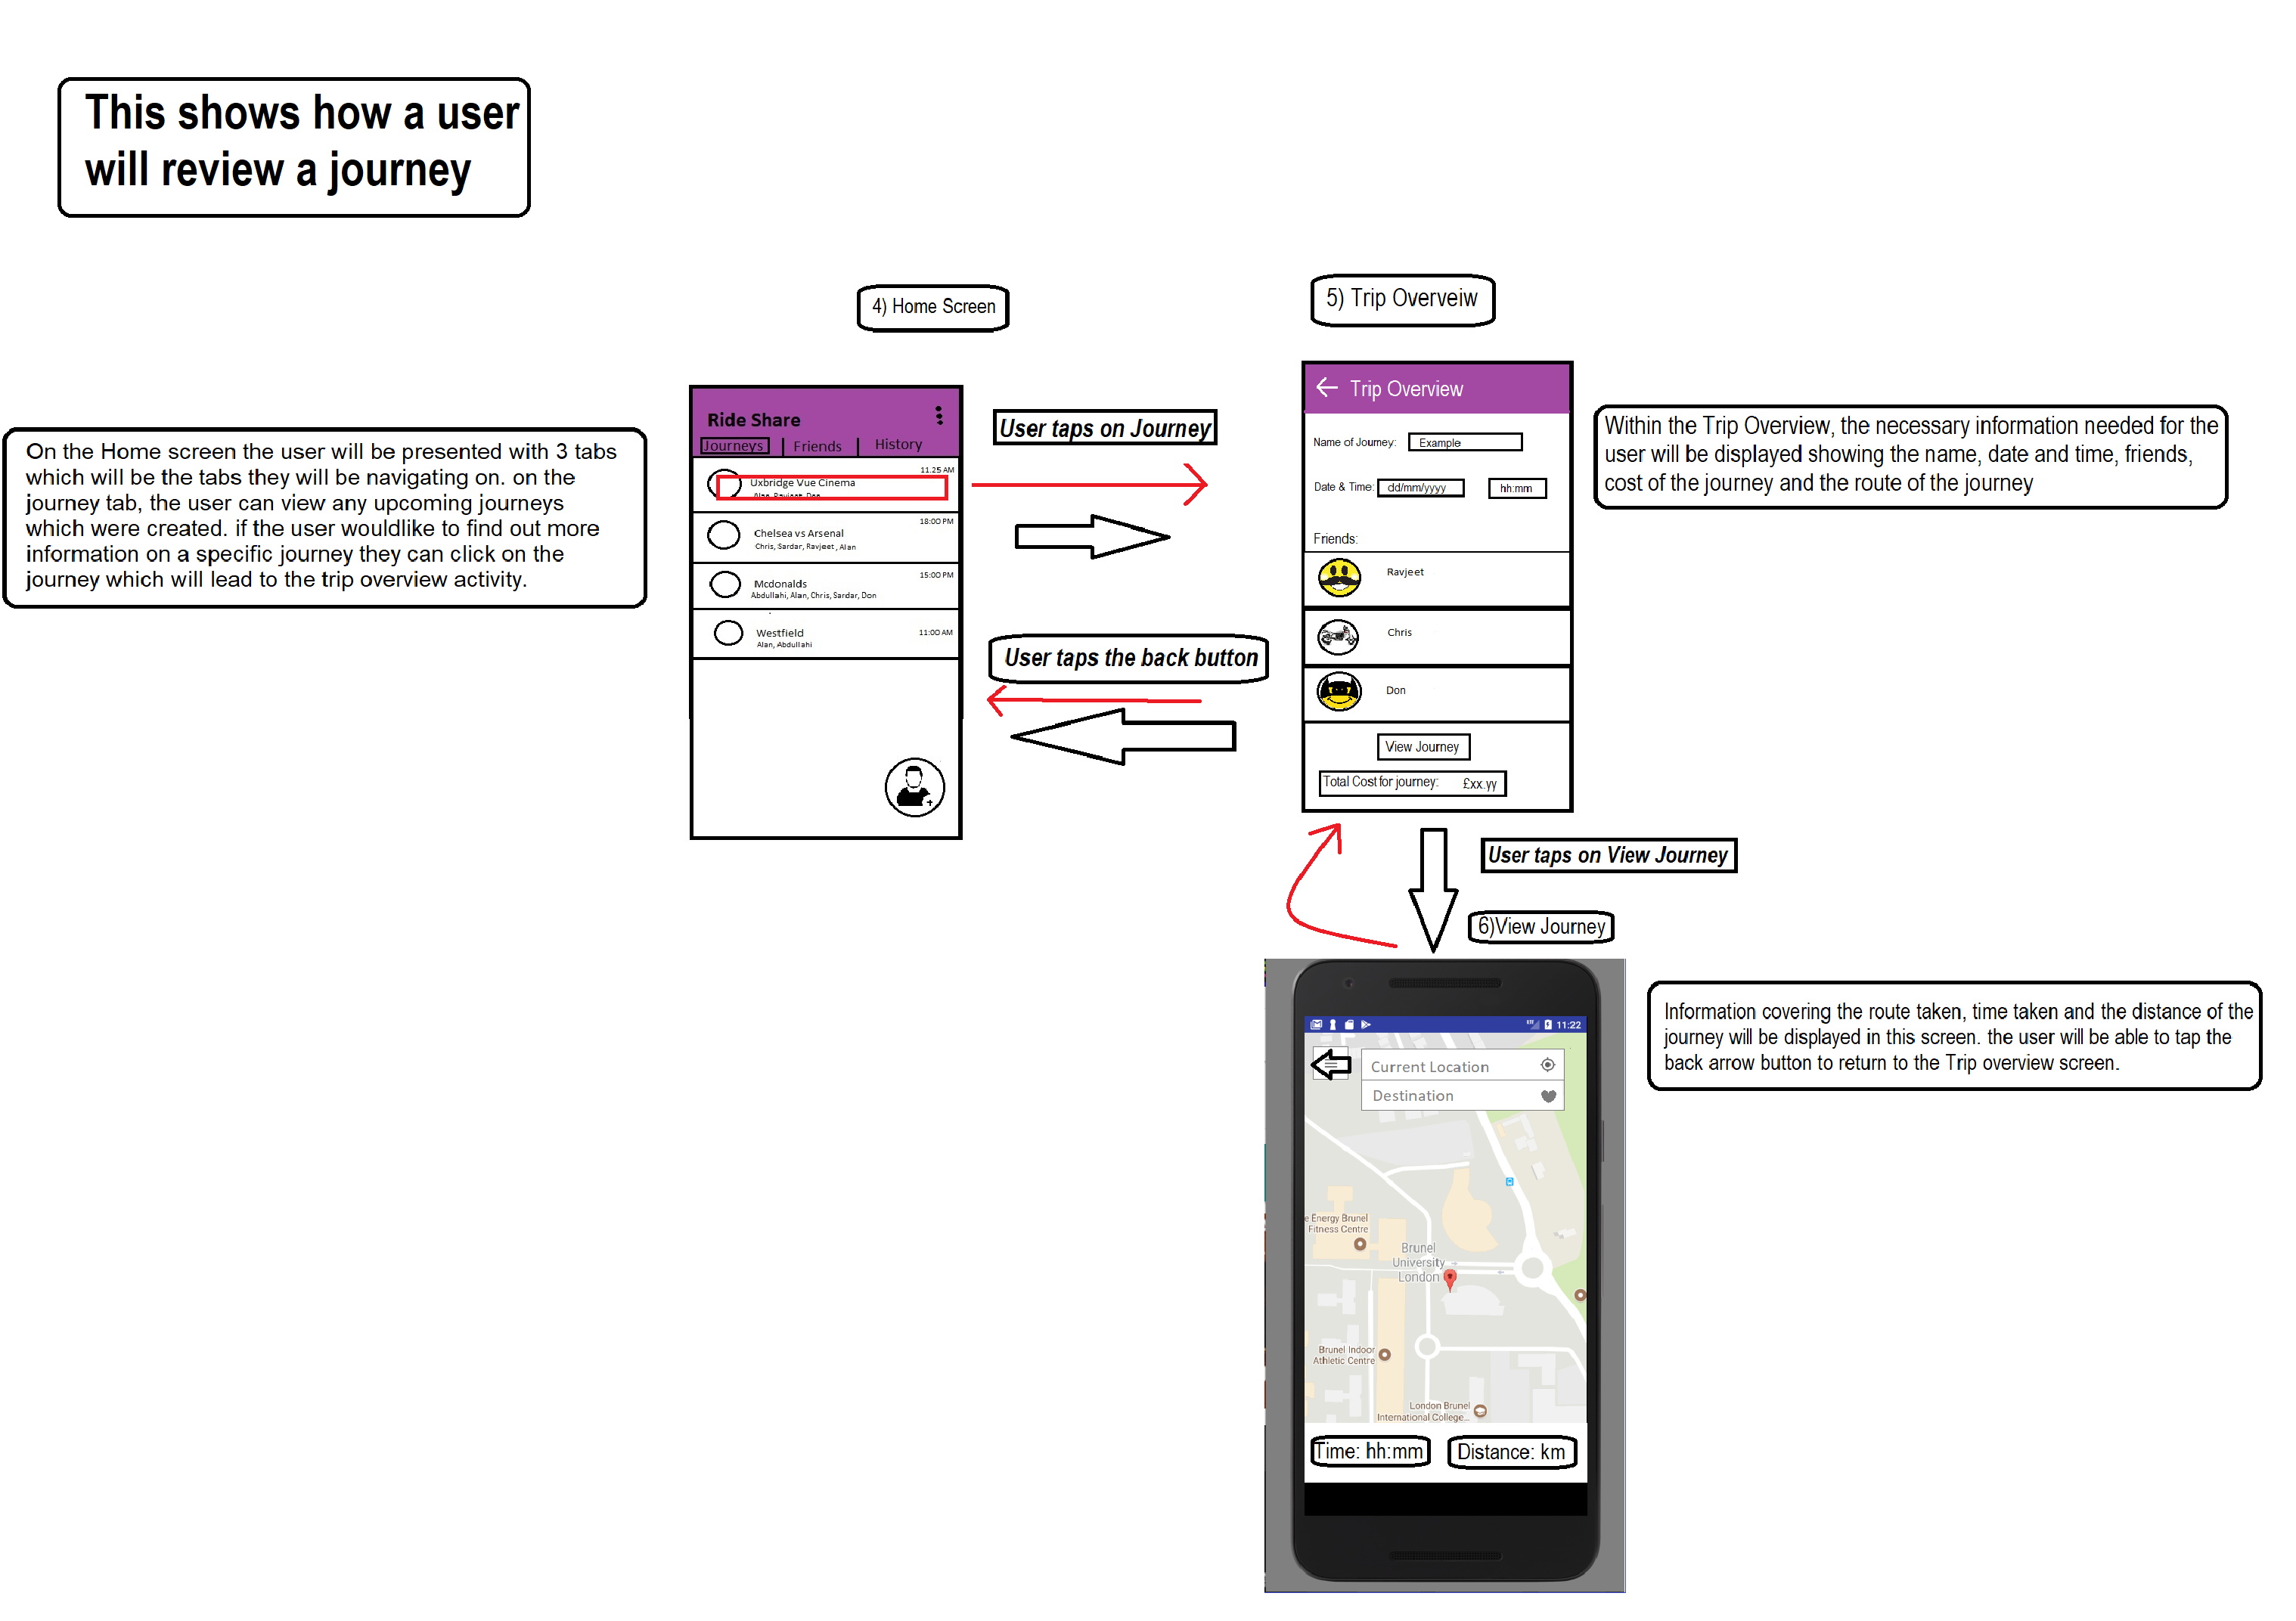 This shows how a user
will review a journey
4) Home Screen
5) Trip Overveiw
On the Home screen the user will be presented with 3 tabs
which will be the tabs they will be navigating on. on the
journey tab, the user can view any upcoming journeys
which were created. if the user wouldlike to find out more
information on a specific journey they can click on the
journey which will lead to the trip overview activity.
Ride Share
Journeys
Friends
History
11.25 AM
Uxbridge Vue Cinema
Alan, Ravjeet, Don
18:00 PM
Chelsea vs Arsenal
Chris, Sardar, Ravjeet, Alan
15:00 PM
Mcdonalds
Abdullahi, Alan, Chris, Sardar, Don
Westfield
11:00 AM
Alan, Abdullahi
User taps on Journey
User taps the back button
Trip Overview
Name of Journey: Example
Date & Time: dd/mm/yyyy hh:mm
Friends:
Ravjeet
Chris
Don
View Journey
Total Cost for journey: £xx.yy
Within the Trip Overview, the necessary information needed for the
user will be displayed showing the name, date and time, friends,
cost of the journey and the route of the journey
User taps on View Journey
6)View Journey
11:22
Current Location
Destination
e Energy Brunel
Fitness Centre
Brunel
University
London
Brunel Indoor
Athletic Centre
London Brunel
International College...
Time: hh:mm
Distance: km
Information covering the route taken, time taken and the distance of the
journey will be displayed in this screen. the user will be able to tap the
back arrow button to return to the Trip overview screen.